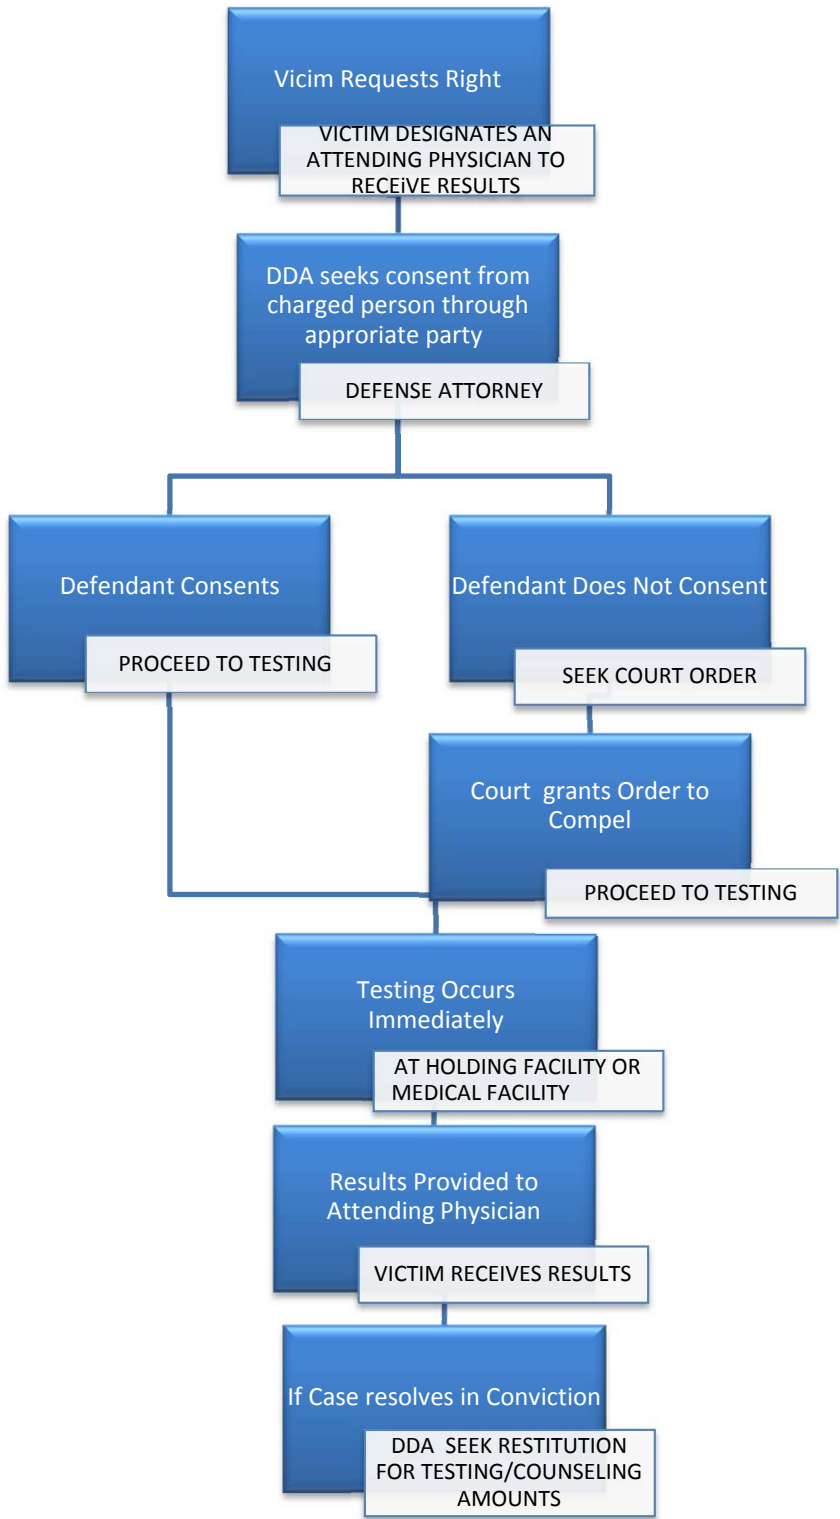 Vicim Requests Right
VICTIM DESIGNATES AN
ATTENDING PHYSICIAN TO
RECEiVE RESULTS
DDA seeks consent from
charged person through
approriate party
DEFENSE ATTORNEY
Defendant Consents
PROCEED TO TESTING
Defendant Does Not Consent
SEEK COURT ORDER
Court grants Order to
Compel
PROCEED TO TESTING
Testing Occurs
Immediately
AT HOLDING FACILITY OR
MEDICAL FACILITY
Results Provided to
Attending Physician
VICTIM RECEIVES RESULTS
If Case resolves in Conviction
DDA SEEK RESTITUTION
FOR TESTING/COUNSELING
AMOUNTS